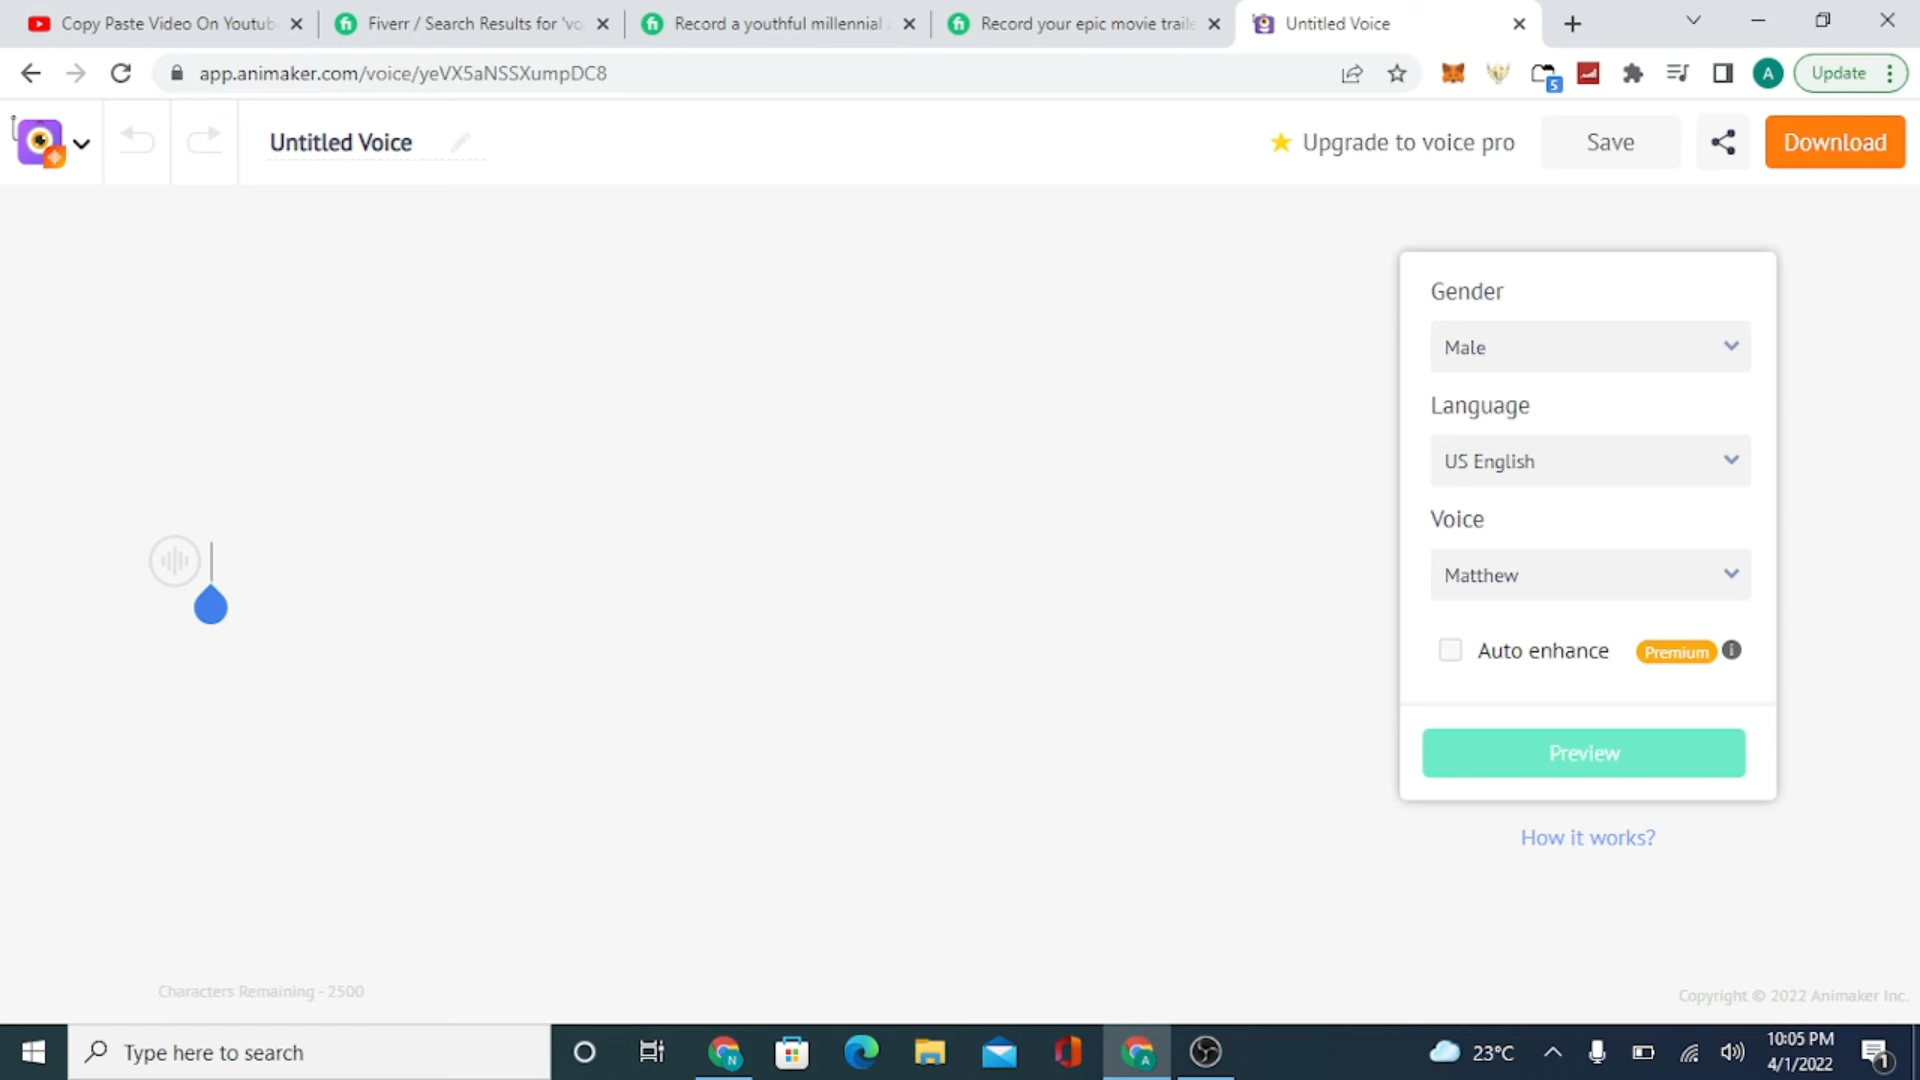 Copy Paste Video On Youtub
Fiverr / Search Results for 'vo
Record a youthful millennial a
Record your epic movie traile
Untitled Voice
app.animaker.com/voice/yeVX5aNSSXumpDC8
5
A
Update
Untitled Voice
Upgrade to voice pro
Save
Download
Gender
Male
Language
US English
Voice
Matthew
Auto enhance
Premium
Preview
How it works?
Characters Remaining - 2500
Copyright © 2022 Animaker Inc.
Type here to search
N
A
23°C
10:05 PM
4/1/2022
1